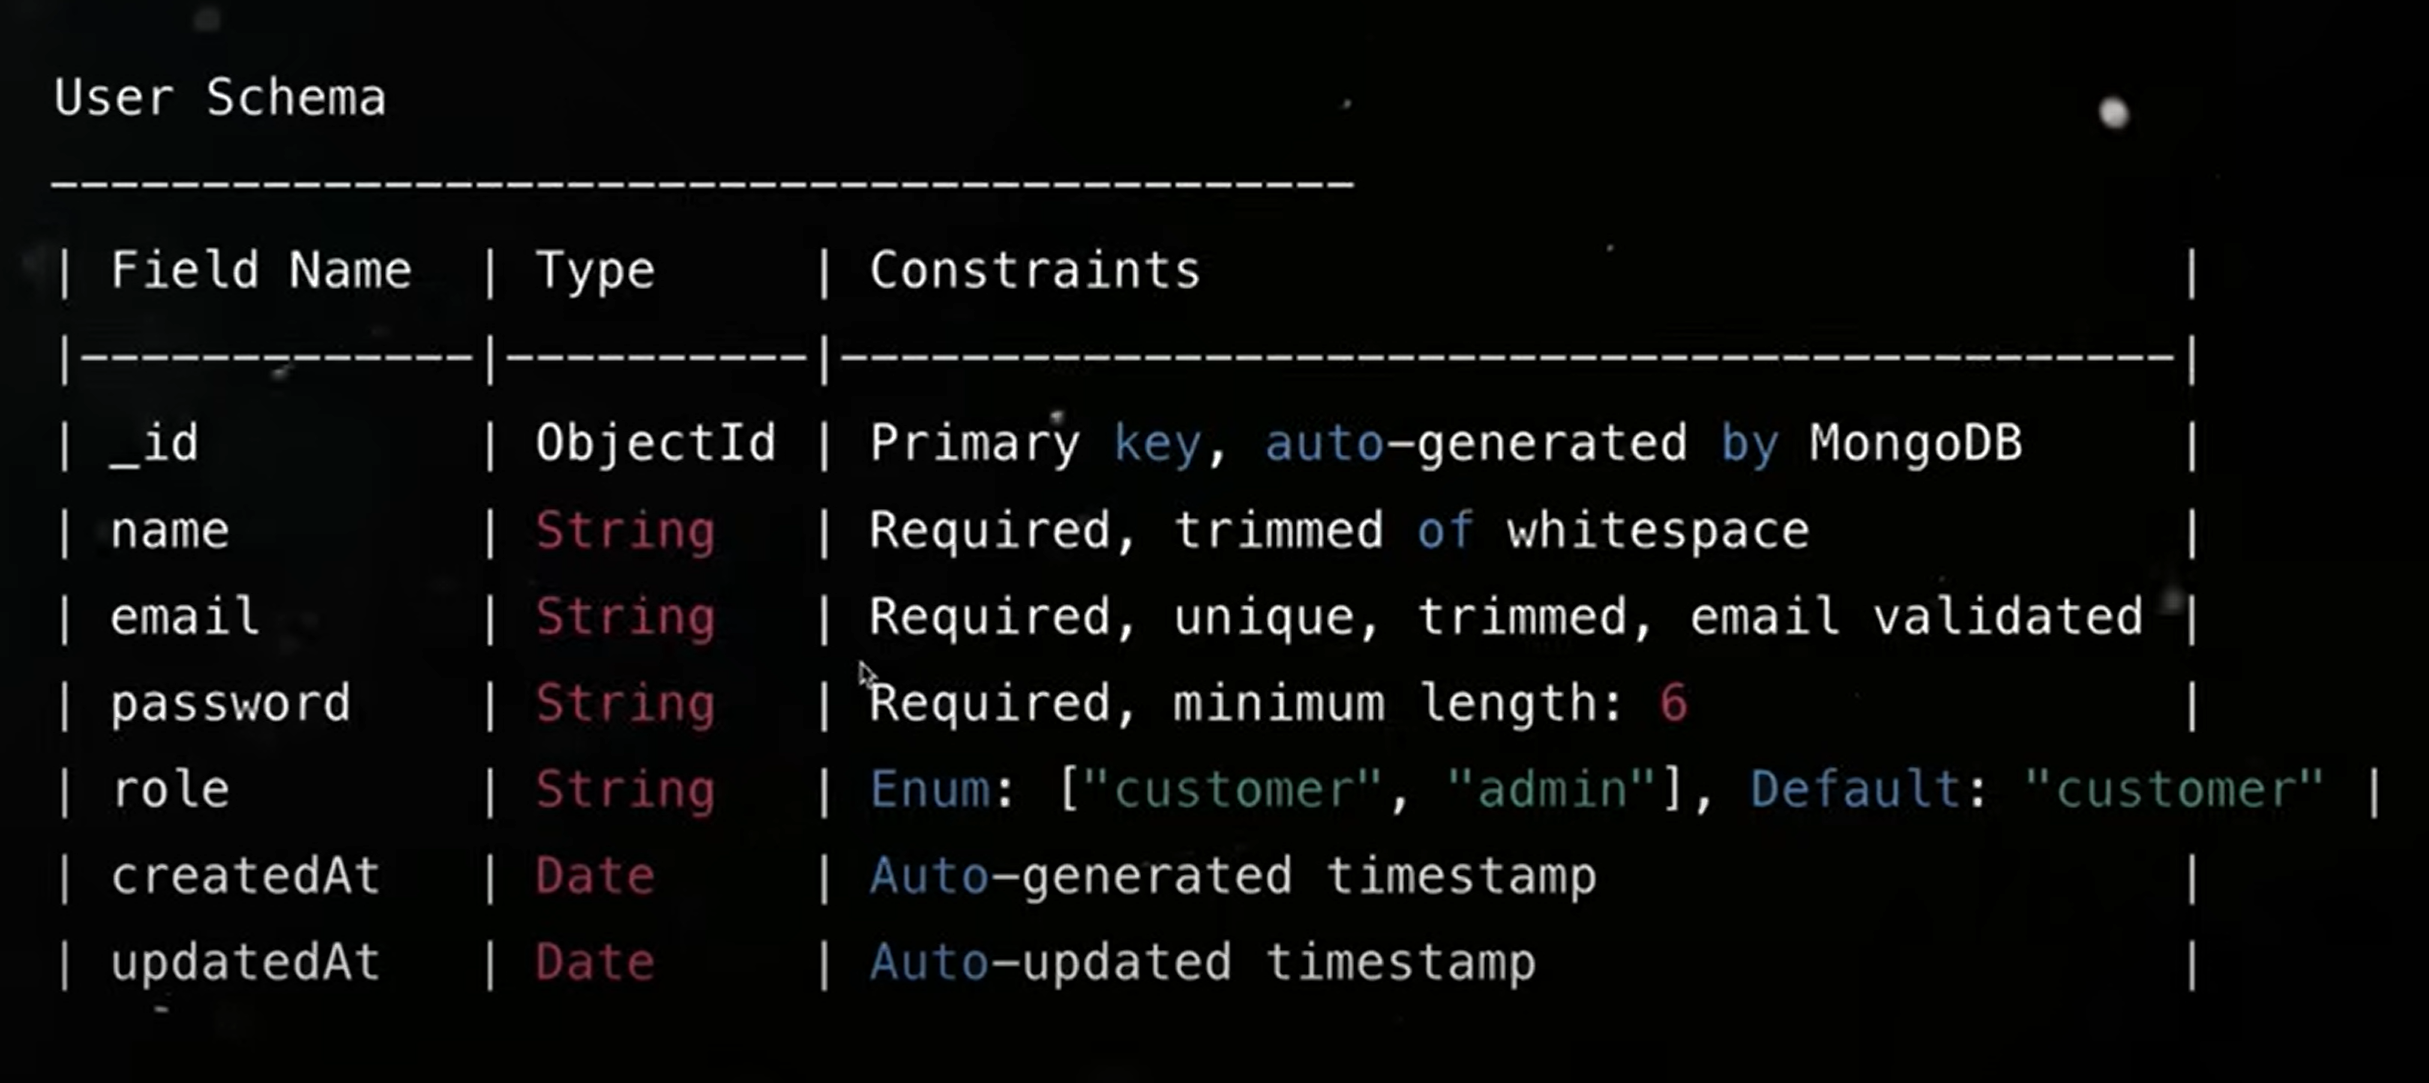 User Schema
-------------------------------------------
| Field Name  | Type     | Constraints                                |
|-------------|----------|--------------------------------------------|
| _id         | ObjectId | Primary key, auto-generated by MongoDB     |
| name        | String   | Required, trimmed of whitespace            |
| email       | String   | Required, unique, trimmed, email validated |
| password    | String   | Required, minimum length: 6                |
| role        | String   | Enum: ["customer", "admin"], Default: "customer" |
| createdAt   | Date     | Auto-generated timestamp                   |
| updatedAt   | Date     | Auto-updated timestamp                     |